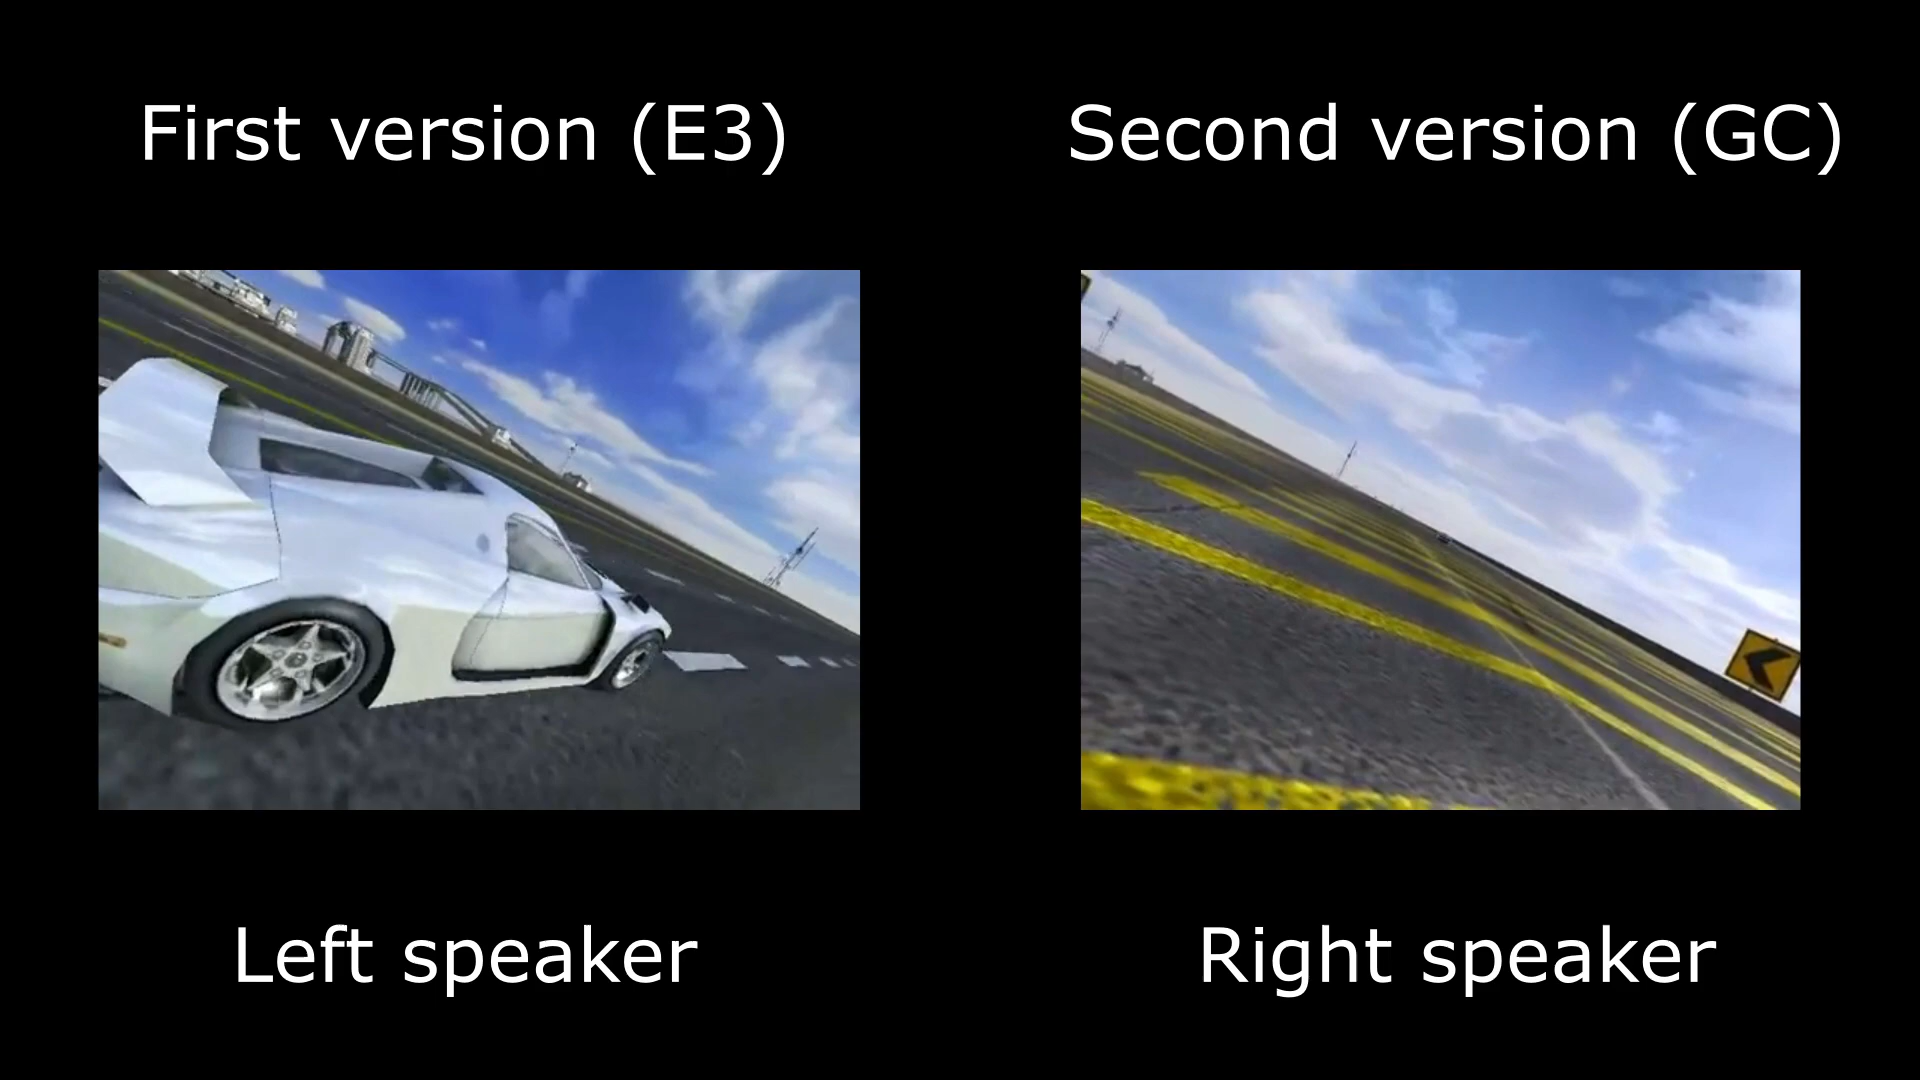 First version (E3)
Second version (GC)
Left speaker
Right speaker